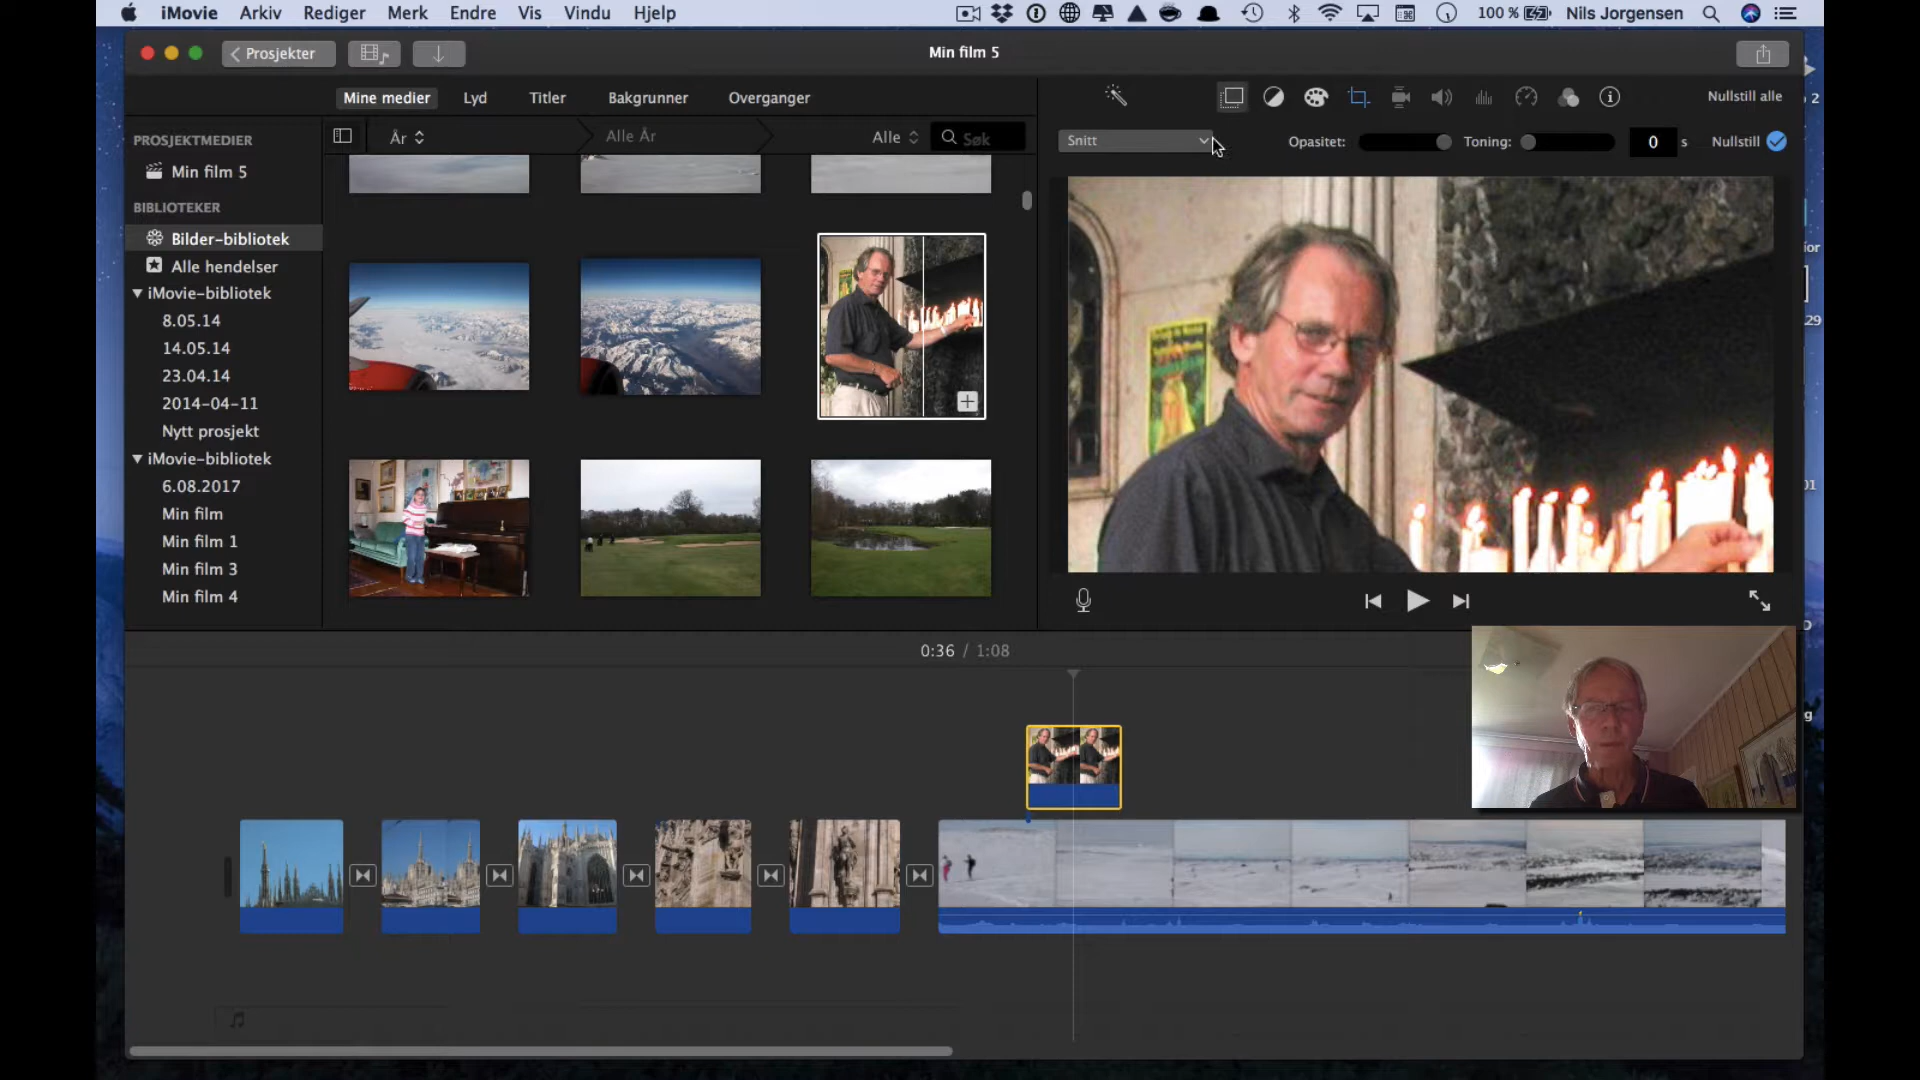 iMovie Arkiv Rediger Merk Endre Vis Vindu Hjelp 100 % Nils Jorgensen
Prosjekter Min film 5
Mine medier Lyd Titler Bakgrunner Overganger Nullstill alle
PROSJEKTMEDIER År Alle År Alle Søk
Snitt Opasitet: Toning: 0 s Nullstill
Min film 5
BIBLIOTEKER
Bilder-bibliotek
Alle hendelser
iMovie-bibliotek
8.05.14
14.05.14
23.04.14
2014-04-11
Nytt prosjekt
iMovie-bibliotek
6.08.2017
Min film
Min film 1
Min film 3
Min film 4
0:36 / 1:08